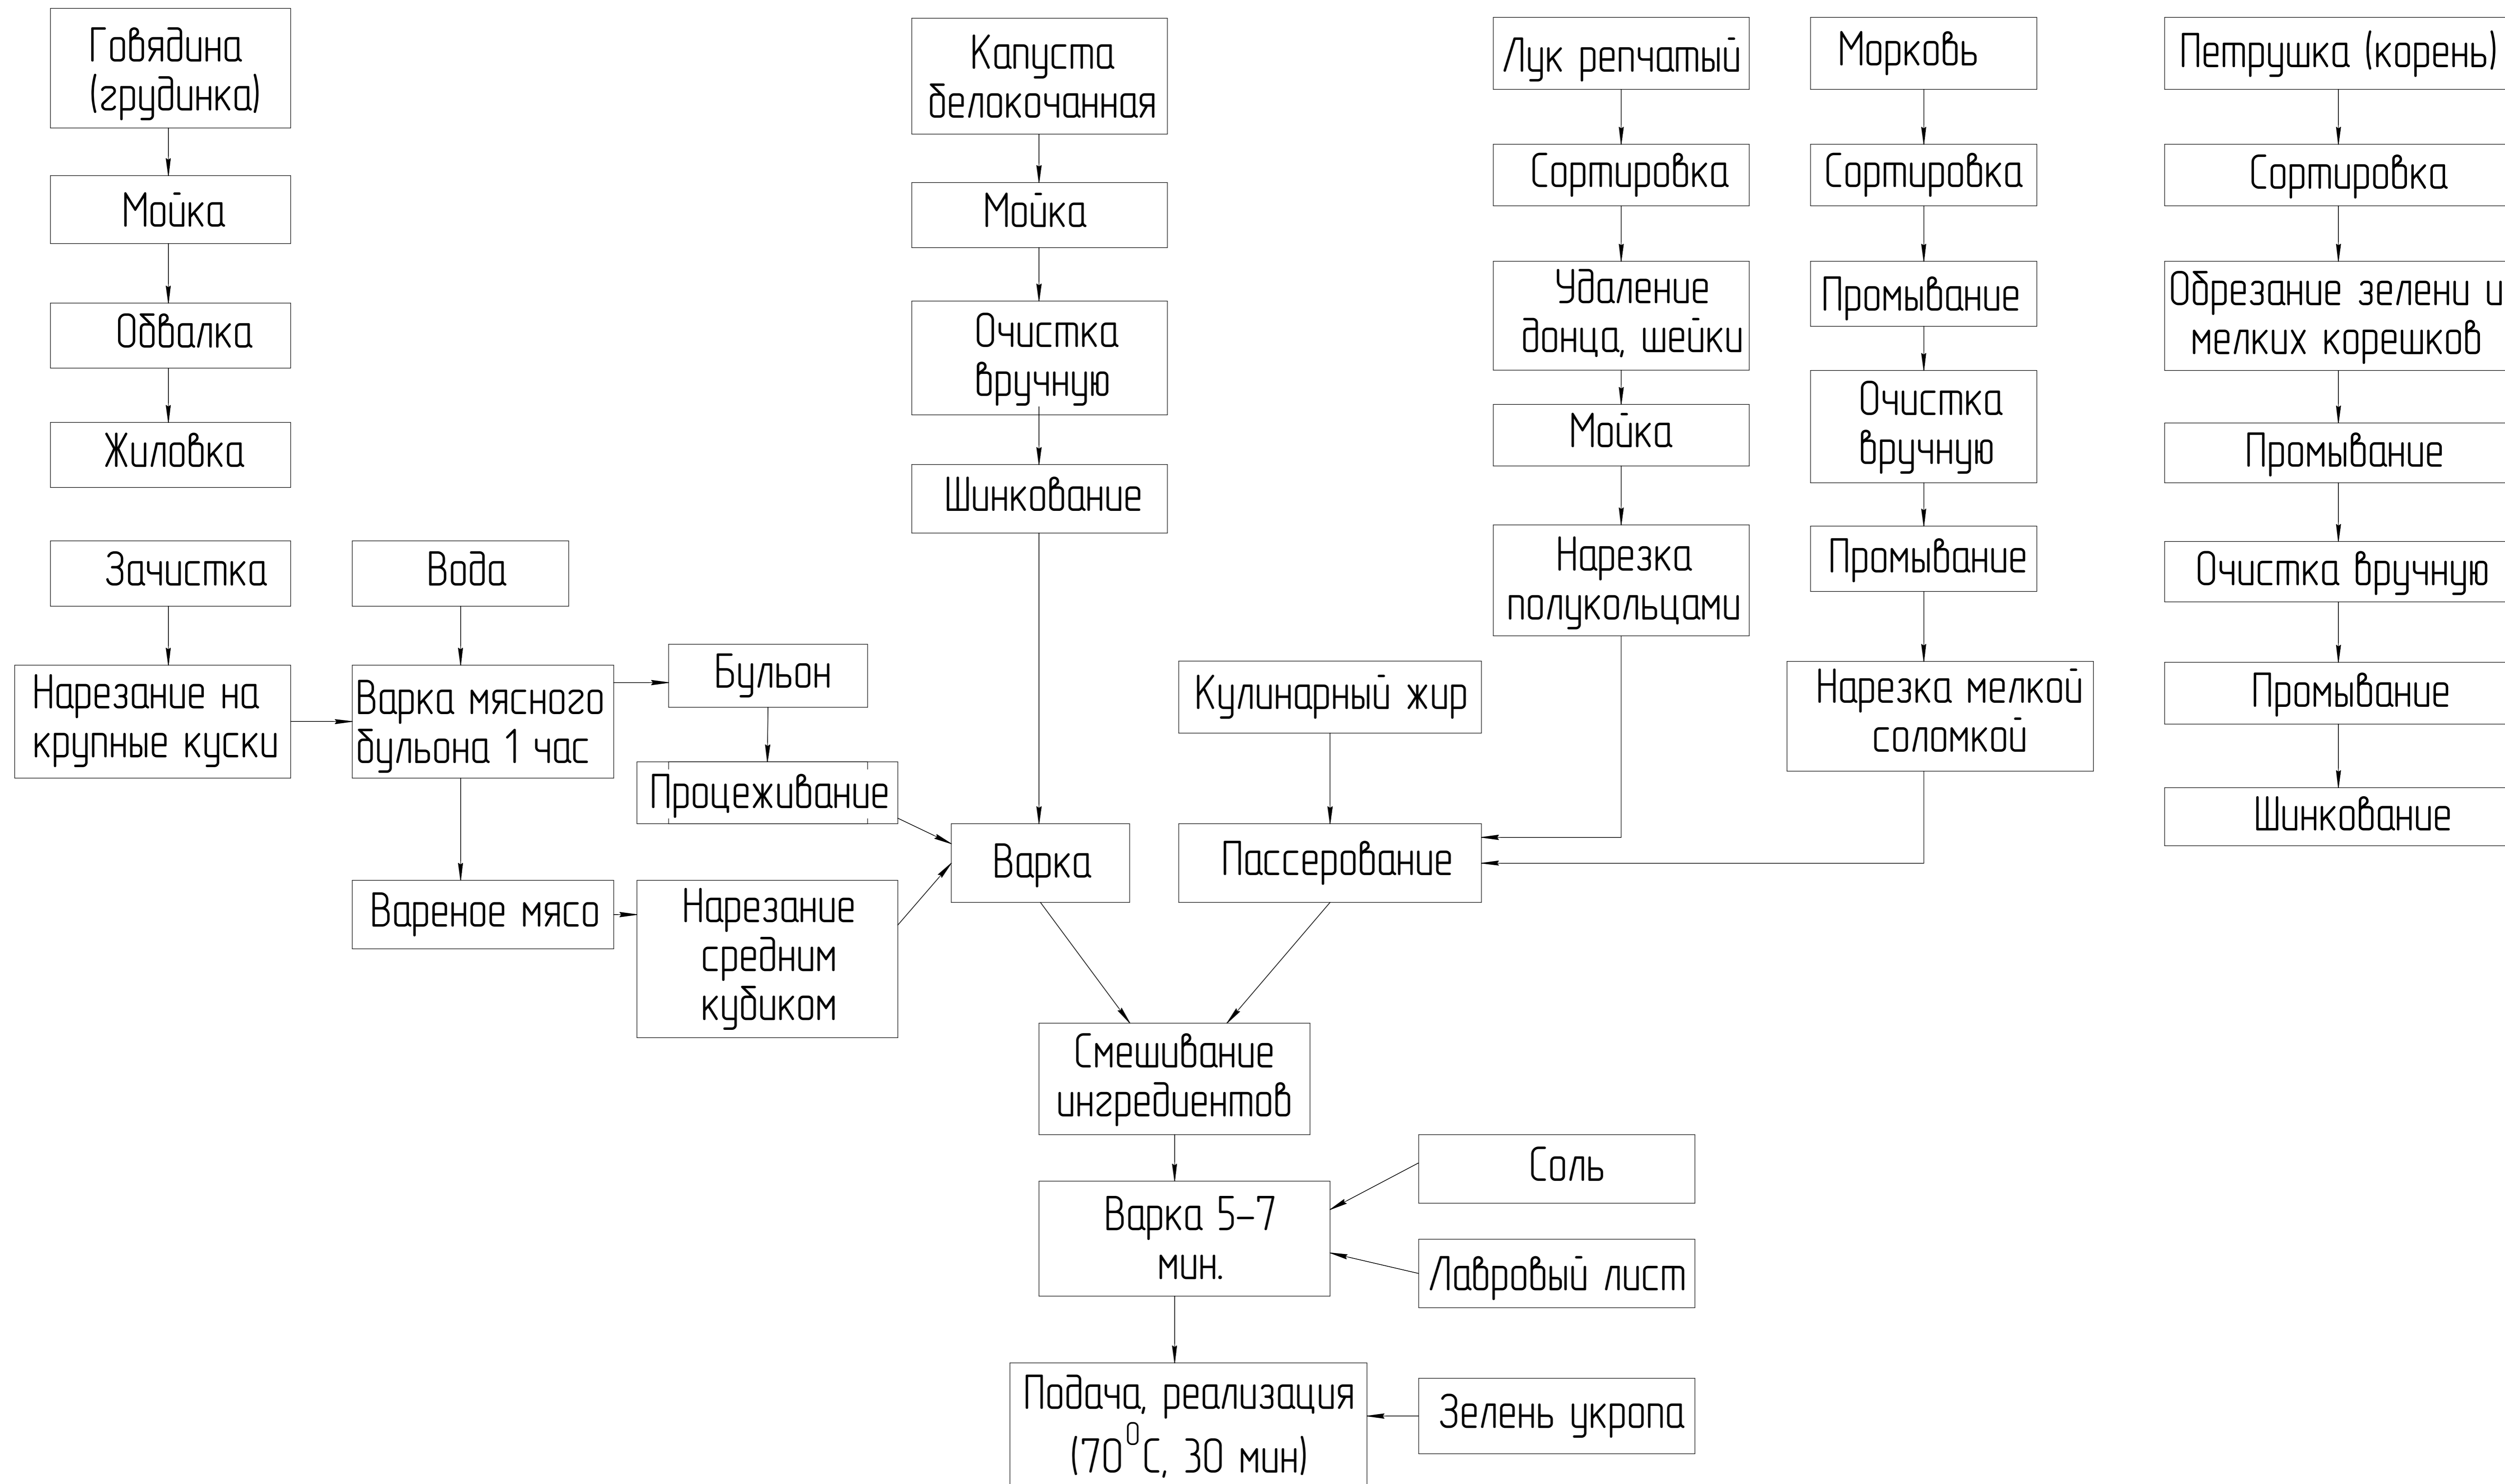 Говядина
(грудинка)
Мойка
Обвалка
Жиловка
Зачистка
Нарезание на
крупные куски
Вода
Варка мясного
бульона 1 час
Вареное мясо
Бульон
Процеживание
Нарезание
средним
кубиком
Капуста
белокочанная
Мойка
Очистка
вручную
Шинкование
Варка
Кулинарный жир
Пассерование
Лук репчатый
Сортировка
Удаление
донца, шейки
Мойка
Нарезка
полукольцами
Морковь
Сортировка
Промывание
Очистка
вручную
Промывание
Нарезка мелкой
соломкой
Петрушка (корень)
Сортировка
Обрезание зелени и
мелких корешков
Промывание
Очистка вручную
Промывание
Шинкование
Смешивание
ингредиентов
Варка 5–7
мин.
Соль
Лавровый лист
Подача, реализация
(70⁰С, 30 мин)
Зелень укропа